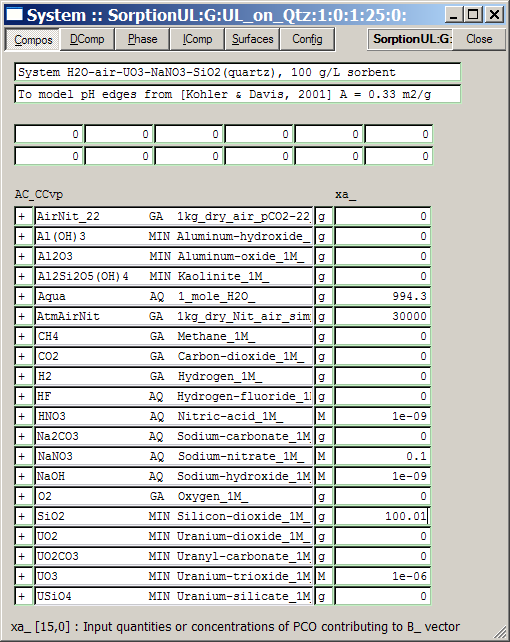 System :: SorptionUL:G:UL_on_Qtz:1:0:1:25:0:
Compos DComp Phase IComp Surfaces Config SorptionUL:G: Close
System H2O-air-UO3-NaNO3-SiO2(quartz), 100 g/L sorbent
To model pH edges from [Kohler & Davis, 2001] A = 0.33 m2/g
0 0 0 0 0 0
0 0 0 0 0 0
AC_CCvp xa_
+ AirNit_22 GA 1kg_dry_air_pCO2-22_ g 0
+ Al(OH)3 MIN Aluminum-hydroxide_ M 0
+ Al2O3 MIN Aluminum-oxide_1M_ g 0
+ Al2Si2O5(OH)4 MIN Kaolinite_1M_ g 0
+ Aqua AQ 1_mole_H2O_ g 994.3
+ AtmAirNit GA 1kg_dry_Nit_air_sim g 30000
+ CH4 GA Methane_1M_ g 0
+ CO2 GA Carbon-dioxide_1M_ g 0
+ H2 GA Hydrogen_1M_ g 0
+ HF AQ Hydrogen-fluoride_1M g 0
+ HNO3 AQ Nitric-acid_1M_ M 1e-09
+ Na2CO3 AQ Sodium-carbonate_1M_ g 0
+ NaNO3 AQ Sodium-nitrate_1M_ M 0.1
+ NaOH AQ Sodium-hydroxide_1M_ M 1e-09
+ O2 GA Oxygen_1M_ g 0
+ SiO2 MIN Silicon-dioxide_1M_ g 100.01
+ UO2 MIN Uranium-dioxide_1M_ g 0
+ UO2CO3 MIN Uranyl-carbonate_1M_ g 0
+ UO3 MIN Uranium-trioxide_1M_ M 1e-06
+ USiO4 MIN Uranium-silicate_1M_ g 0
xa_ [15,0] : Input quantities or concentrations of PCO contributing to B_ vector